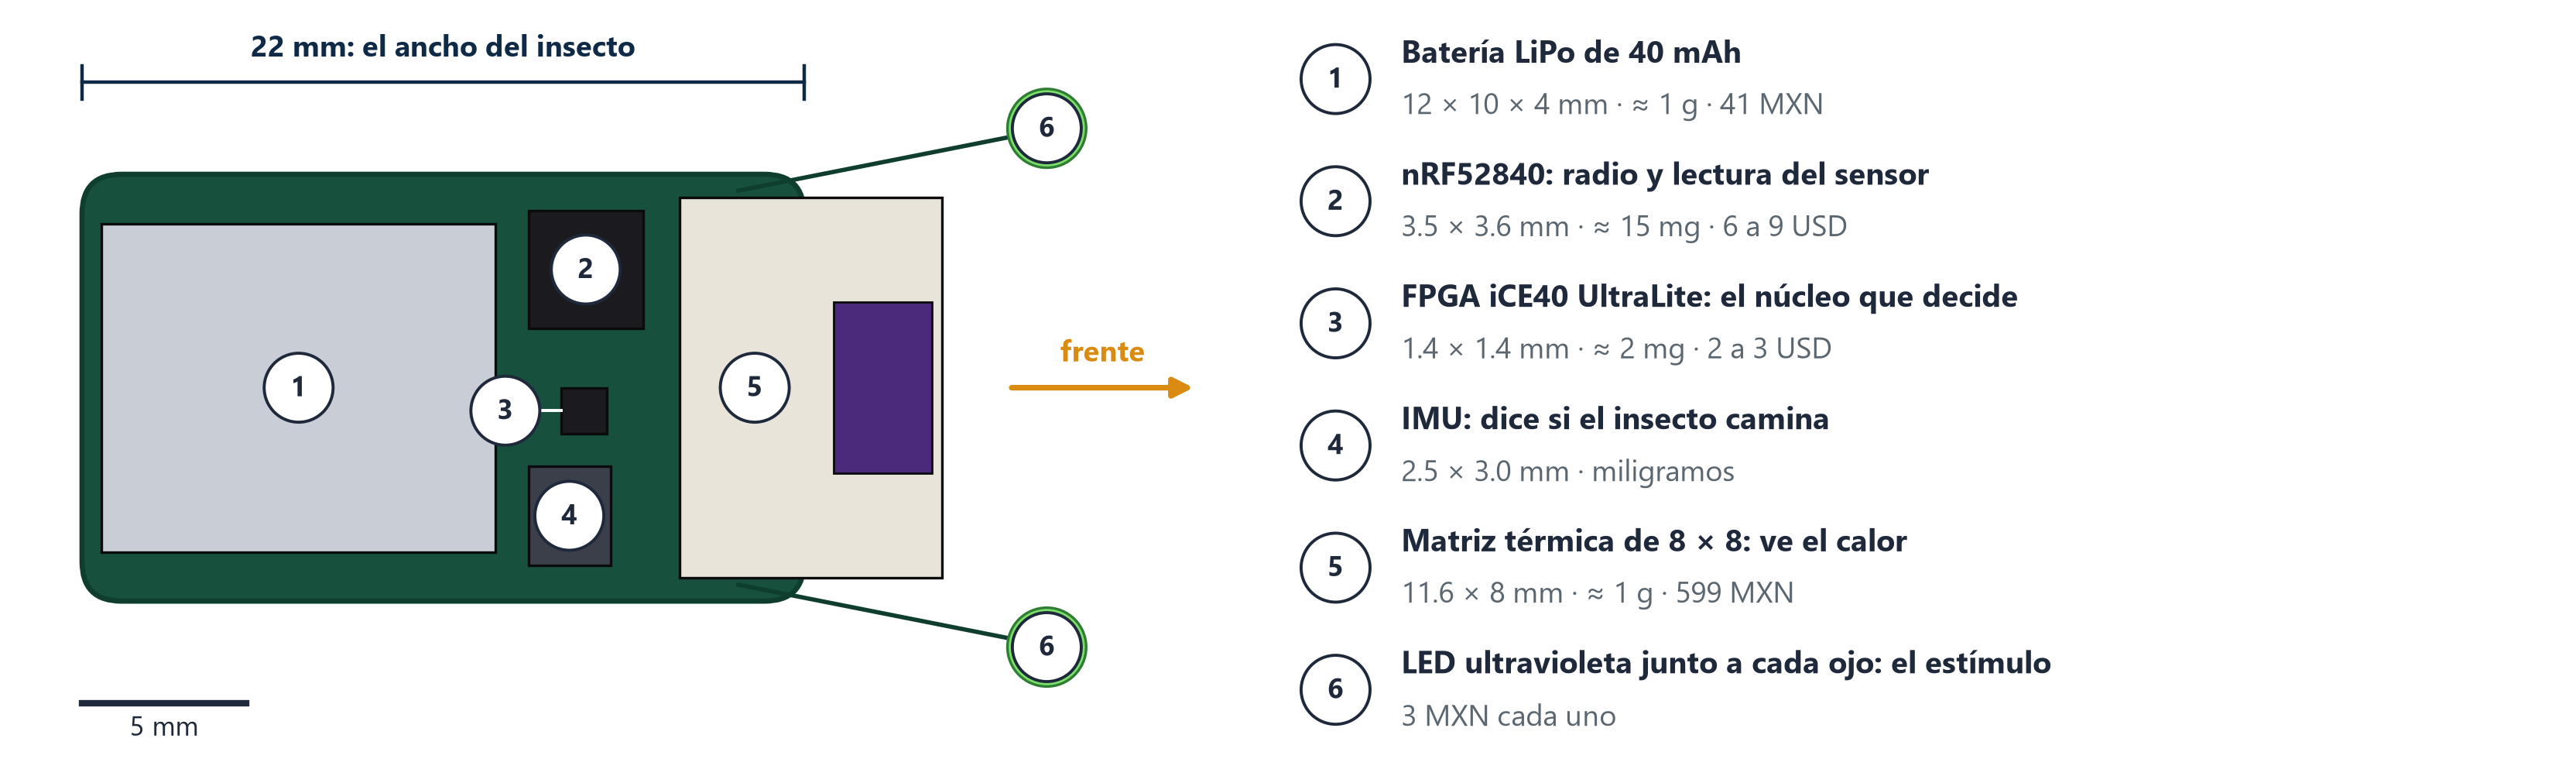 22 mm: el ancho del insecto
6
2
1
3
5
4
frente
6
5 mm
1
Batería LiPo de 40 mAh
12 × 10 × 4 mm · ≈ 1 g · 41 MXN
2
nRF52840: radio y lectura del sensor
3.5 × 3.6 mm · ≈ 15 mg · 6 a 9 USD
3
FPGA iCE40 UltraLite: el núcleo que decide
1.4 × 1.4 mm · ≈ 2 mg · 2 a 3 USD
4
IMU: dice si el insecto camina
2.5 × 3.0 mm · miligramos
5
Matriz térmica de 8 × 8: ve el calor
11.6 × 8 mm · ≈ 1 g · 599 MXN
6
LED ultravioleta junto a cada ojo: el estímulo
3 MXN cada uno